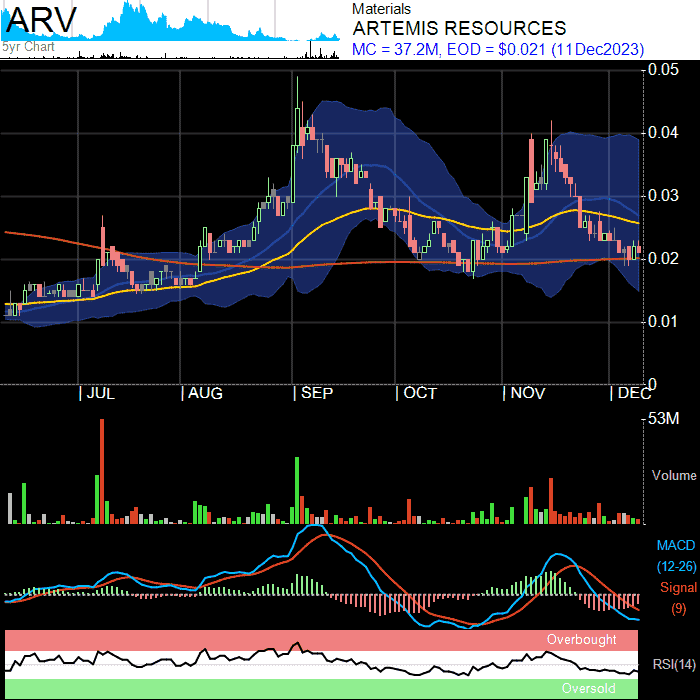 ARV
5yr Chart
Materials
ARTEMIS RESOURCES
MC = 37.2M, EOD = $0.021 (11Dec2023)
0.05
0.04
0.03
0.02
0.01
0
| JUL | AUG | SEP | OCT | NOV | DEC
53M
Volume
MACD
(12-26)
Signal
(9)
Overbought
RSI(14)
Oversold